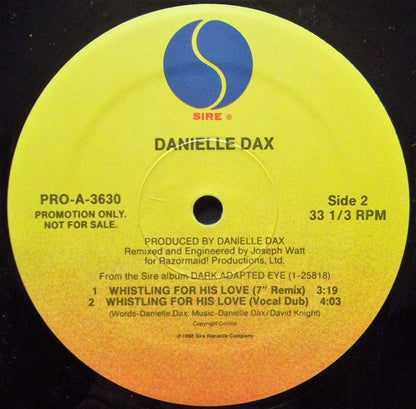 SIRE ®
DANIELLE DAX
PRO-A-3630
PROMOTION ONLY.
NOT FOR SALE.
Side 2
33 1/3 RPM
PRODUCED BY DANIELLE DAX
Remixed and Engineered by Joseph Watt
for Razormaid! Productions, Ltd.
From the Sire album DARK ADAPTED EYE (1-25818)
1 WHISTLING FOR HIS LOVE (7" Remix) 3:19
2 WHISTLING FOR HIS LOVE (Vocal Dub) 4:03
(Words-Danielle Dax; Music-Danielle Dax/David Knight)
Copyright Control
℗1988 Sire Records Company